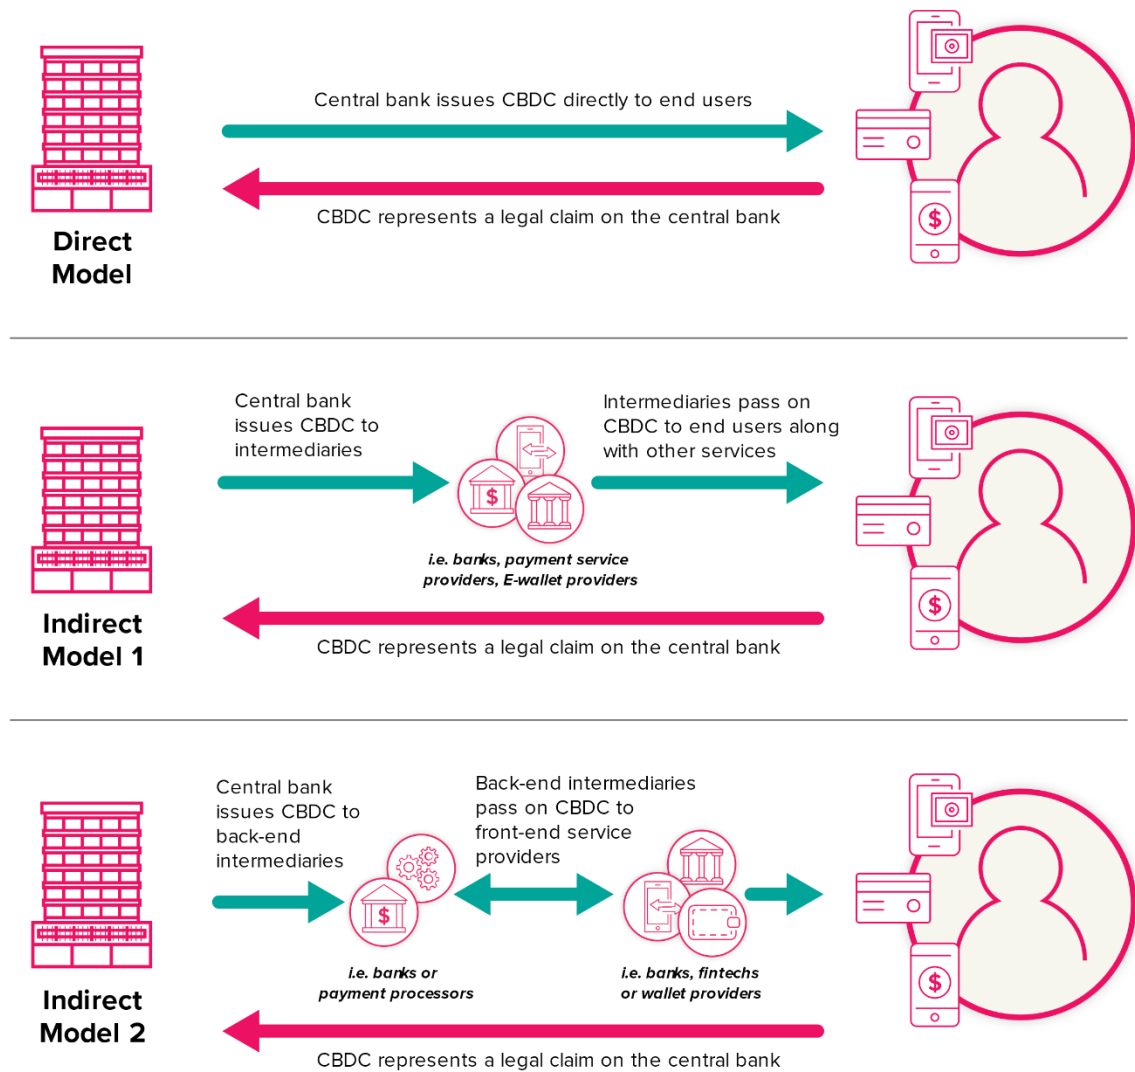 Central bank issues CBDC directly to end users
CBDC represents a legal claim on the central bank
$
Direct
Model
Central bank
issues CBDC to
intermediaries
Intermediaries pass on
CBDC to end users along
with other services
$
i.e. banks, payment service
providers, E-wallet providers
$
Indirect
Model 1
CBDC represents a legal claim on the central bank
Central bank
issues CBDC to
back-end
intermediaries
Back-end intermediaries
pass on CBDC to
front-end service
providers
$
i.e. banks or
payment processors
i.e. banks, fintechs
or wallet providers
$
Indirect
Model 2
CBDC represents a legal claim on the central bank